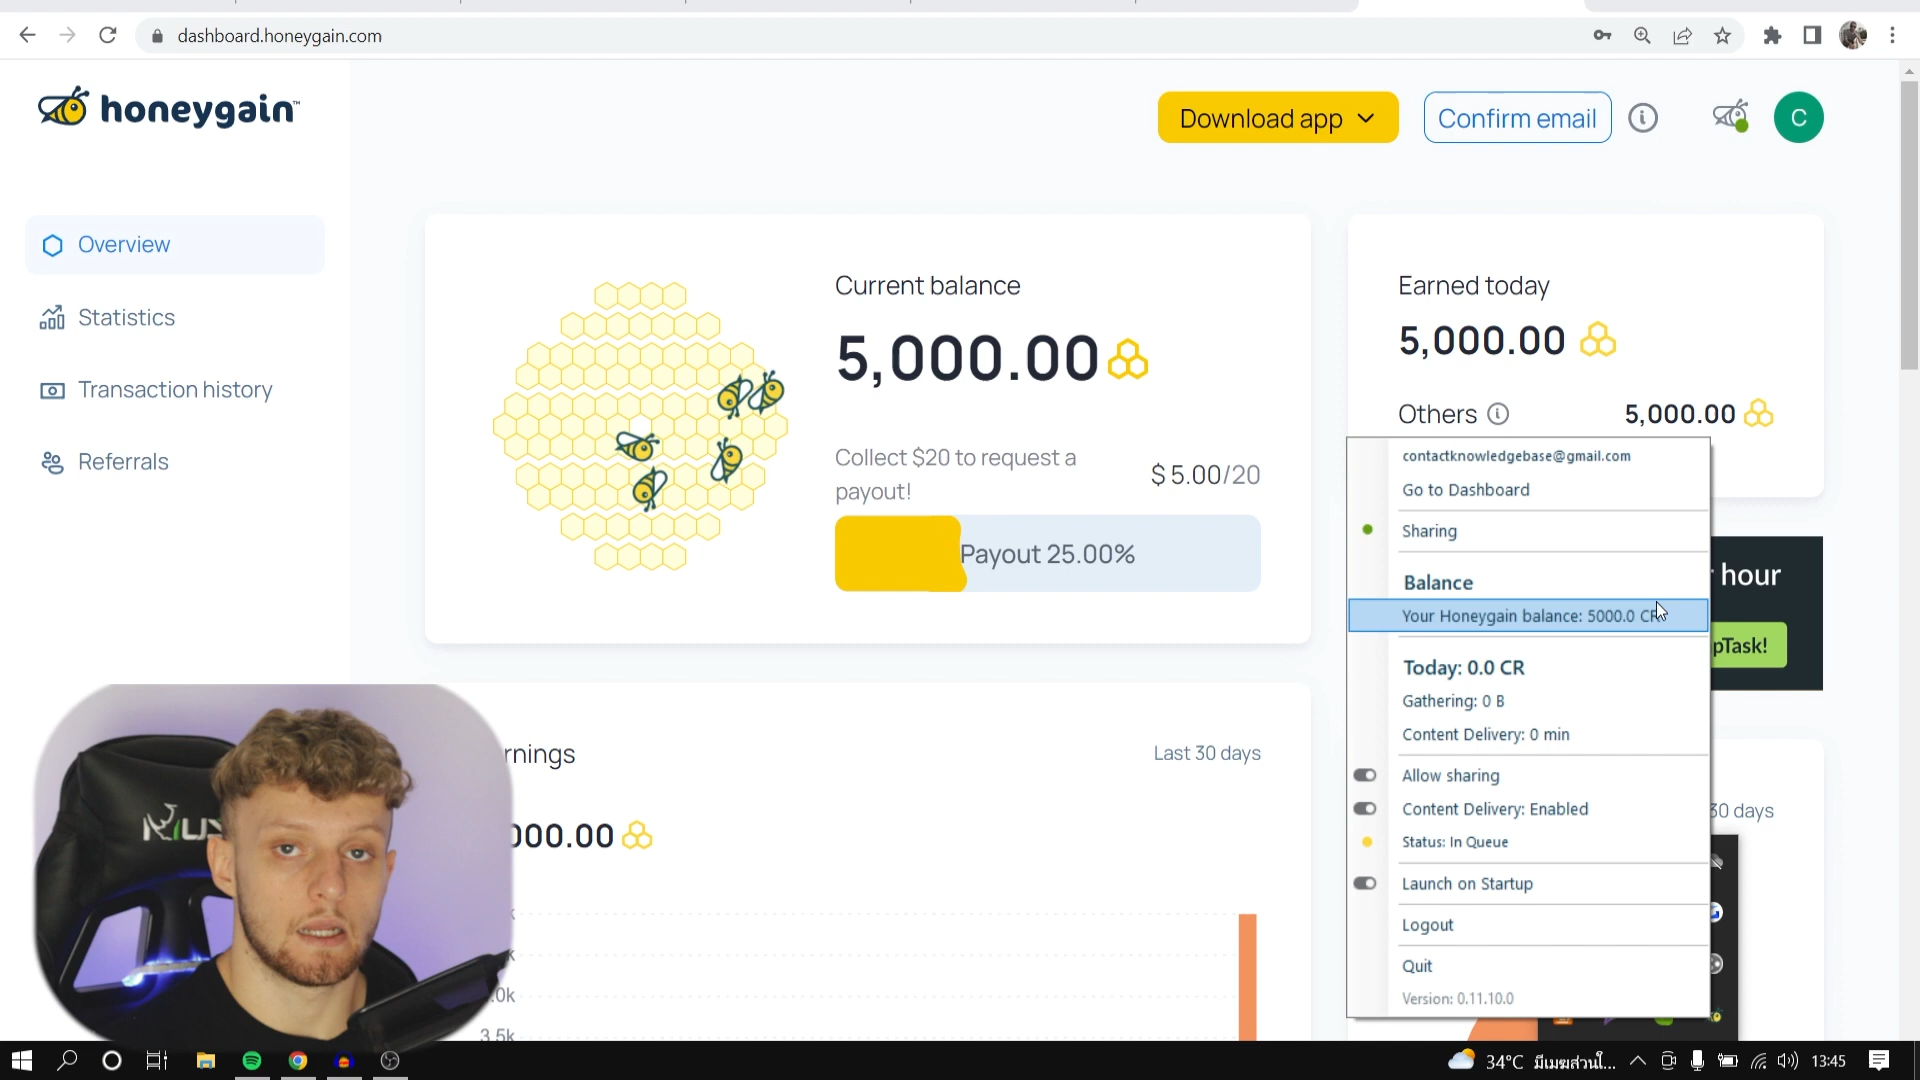 dashboard.honeygain.com
honeygain™
Download app
Confirm email
C
Overview
Statistics
Transaction history
Referrals
Current balance
5,000.00
Collect $20 to request a
payout!
$ 5.00/20
Payout 25.00%
Earned today
5,000.00
Others
5,000.00
contactknowledgebase@gmail.com
Go to Dashboard
Sharing
Balance
Your Honeygain balance: 5000.0 CR
Today: 0.0 CR
Gathering: 0 B
Content Delivery: 0 min
Allow sharing
Content Delivery: Enabled
Status: In Queue
Launch on Startup
Logout
Quit
Version: 0.11.10.0
hour
pTask!
rnings
Last 30 days
000.00
30 days
.0k
3.5k
34°C
13:45